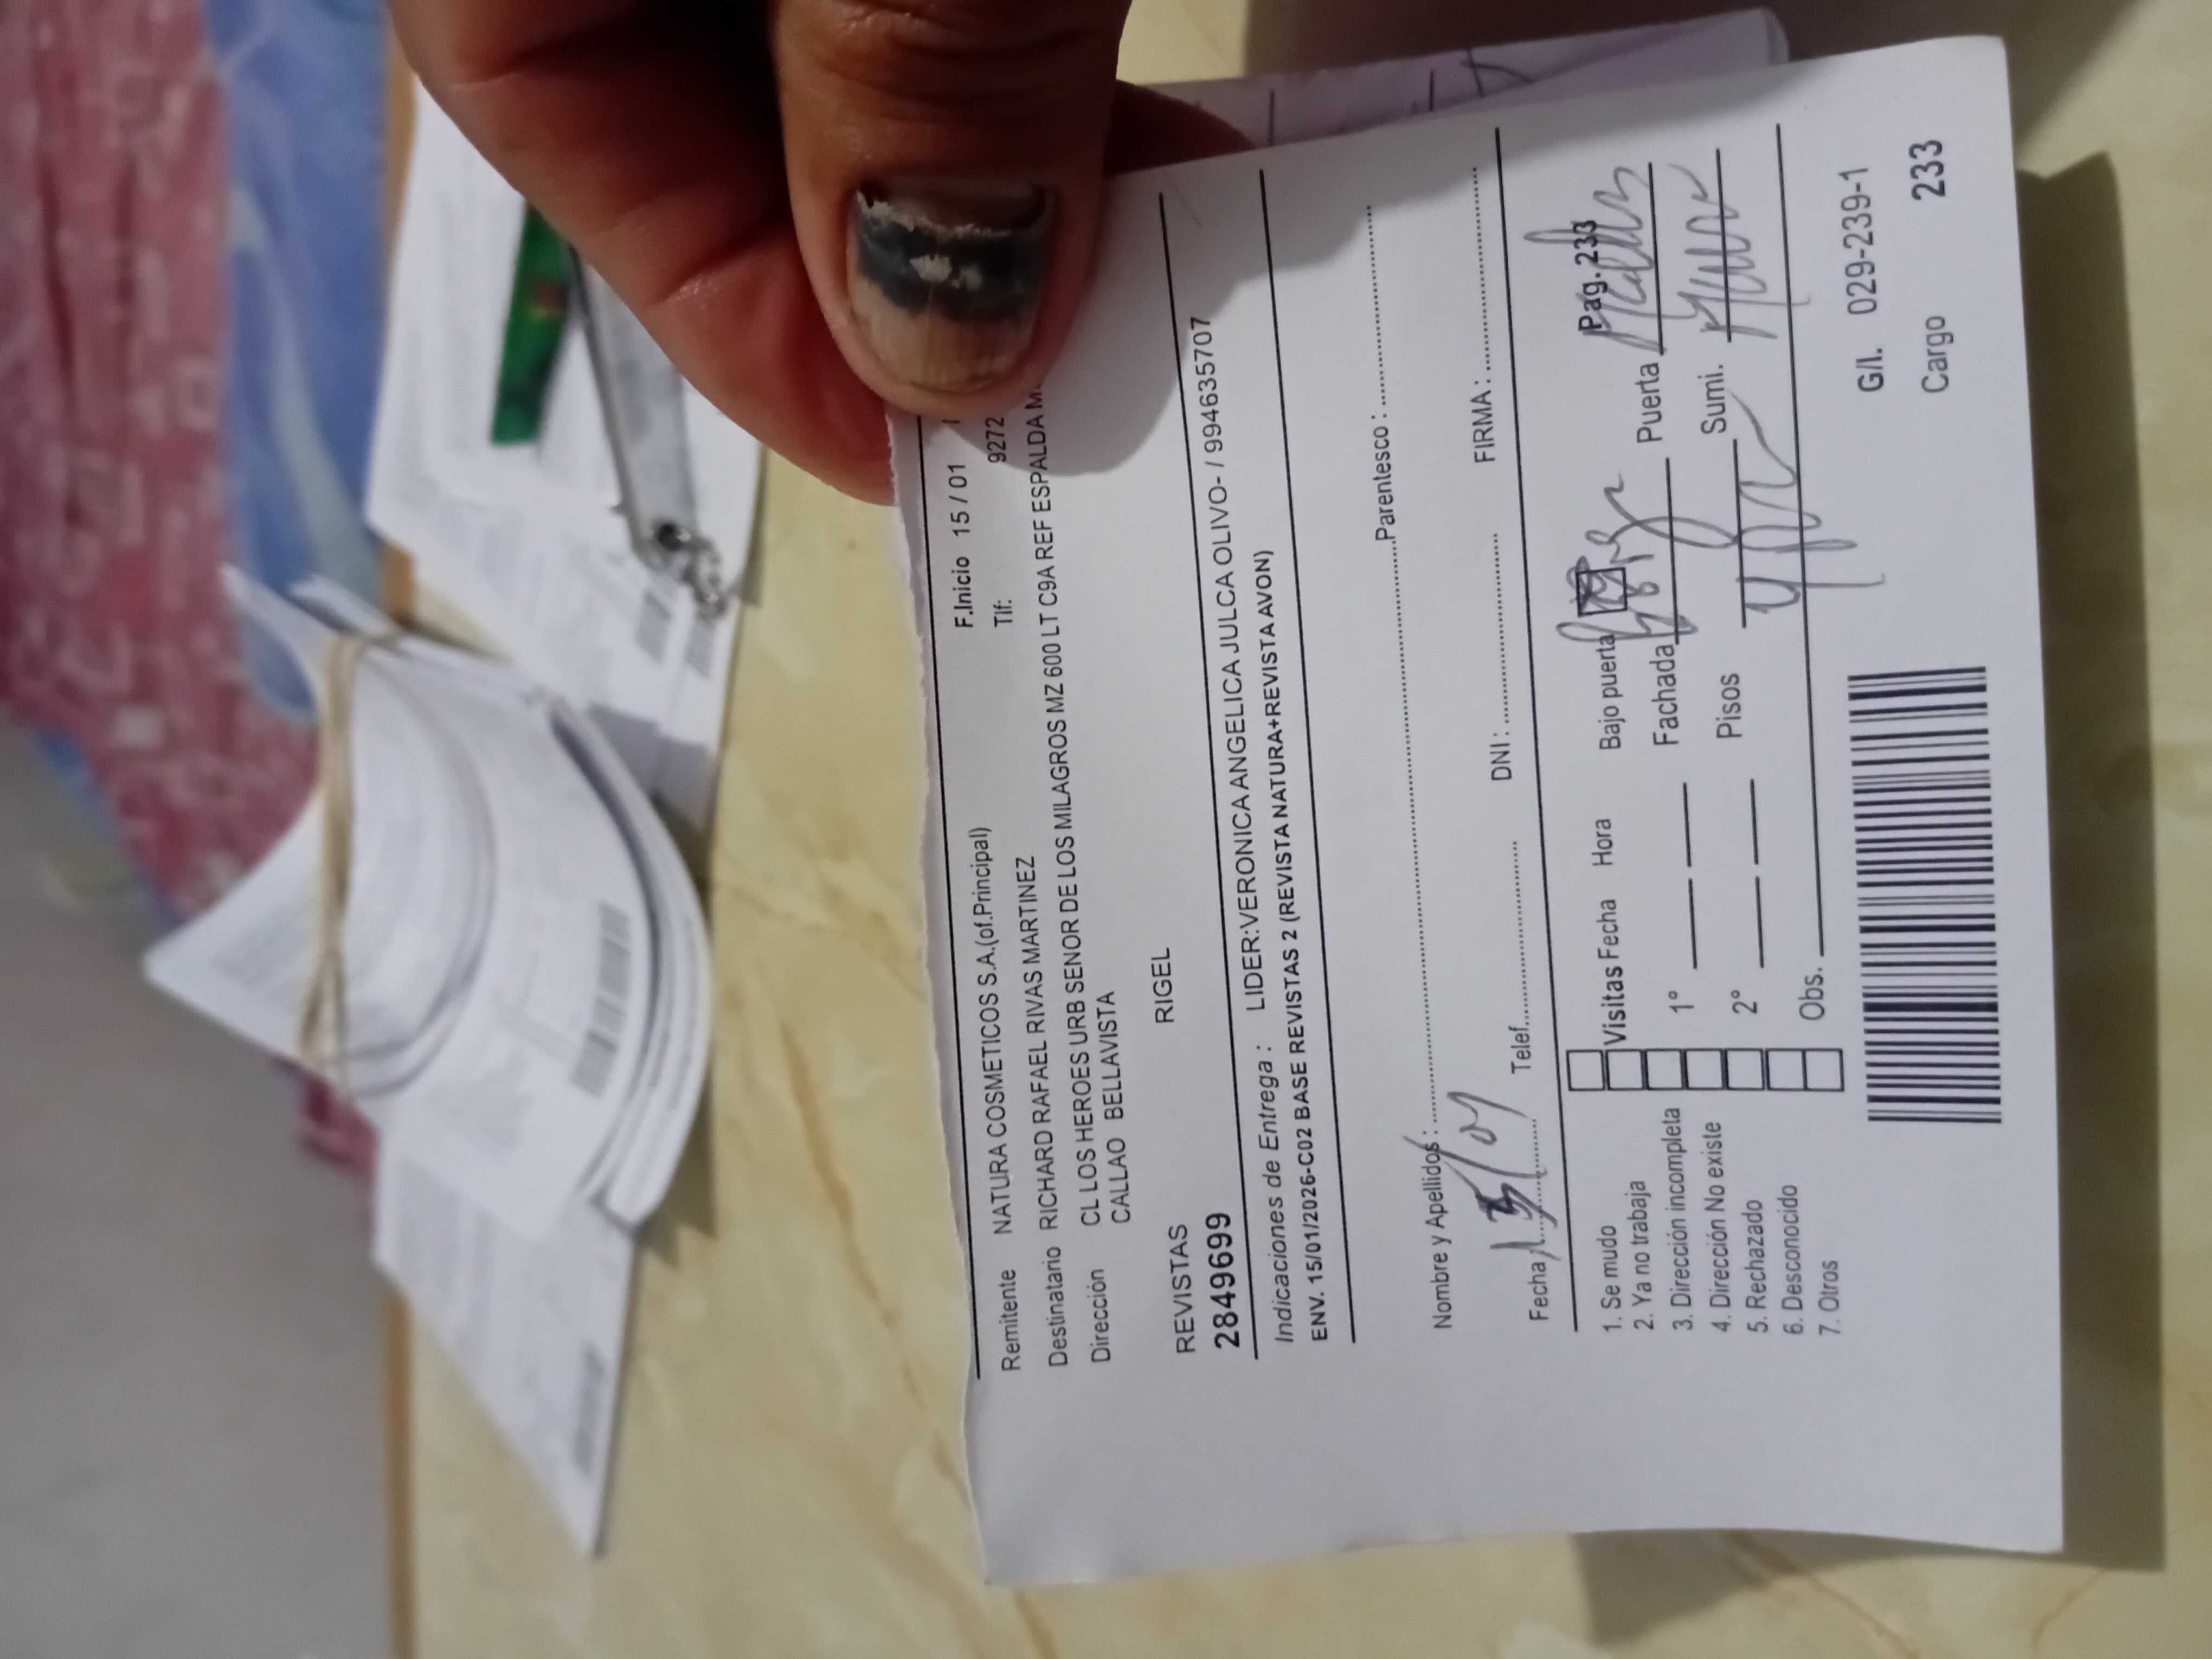 F.Inicio 15 / 01
Remitente NATURA COSMETICOS S.A.(of.Principal) Tlf: 9272
Destinatario RICHARD RAFAEL RIVAS MARTINEZ
Dirección CL LOS HEROES URB SENOR DE LOS MILAGROS MZ 600 LT C9A REF ESPALDA
CALLAO BELLAVISTA
REVISTAS RIGEL
2849699
Indicaciones de Entrega : LIDER:VERONICA ANGELICA JULCA OLIVO- / 994635707
ENV. 15/01/2026-C02 BASE REVISTAS 2 (REVISTA NATURA+REVISTA AVON)
Nombre y Apellidos : Parentesco :
Fecha Telef. DNI : FIRMA :
1. Se mudo Visitas Fecha Hora Bajo puerta Pag.233
2. Ya no trabaja
3. Dirección incompleta 1° Fachada Puerta
4. Dirección No existe
5. Rechazado 2° Pisos Sumi.
6. Desconocido
7. Otros Obs.
G/I. 029-239-1
Cargo 233